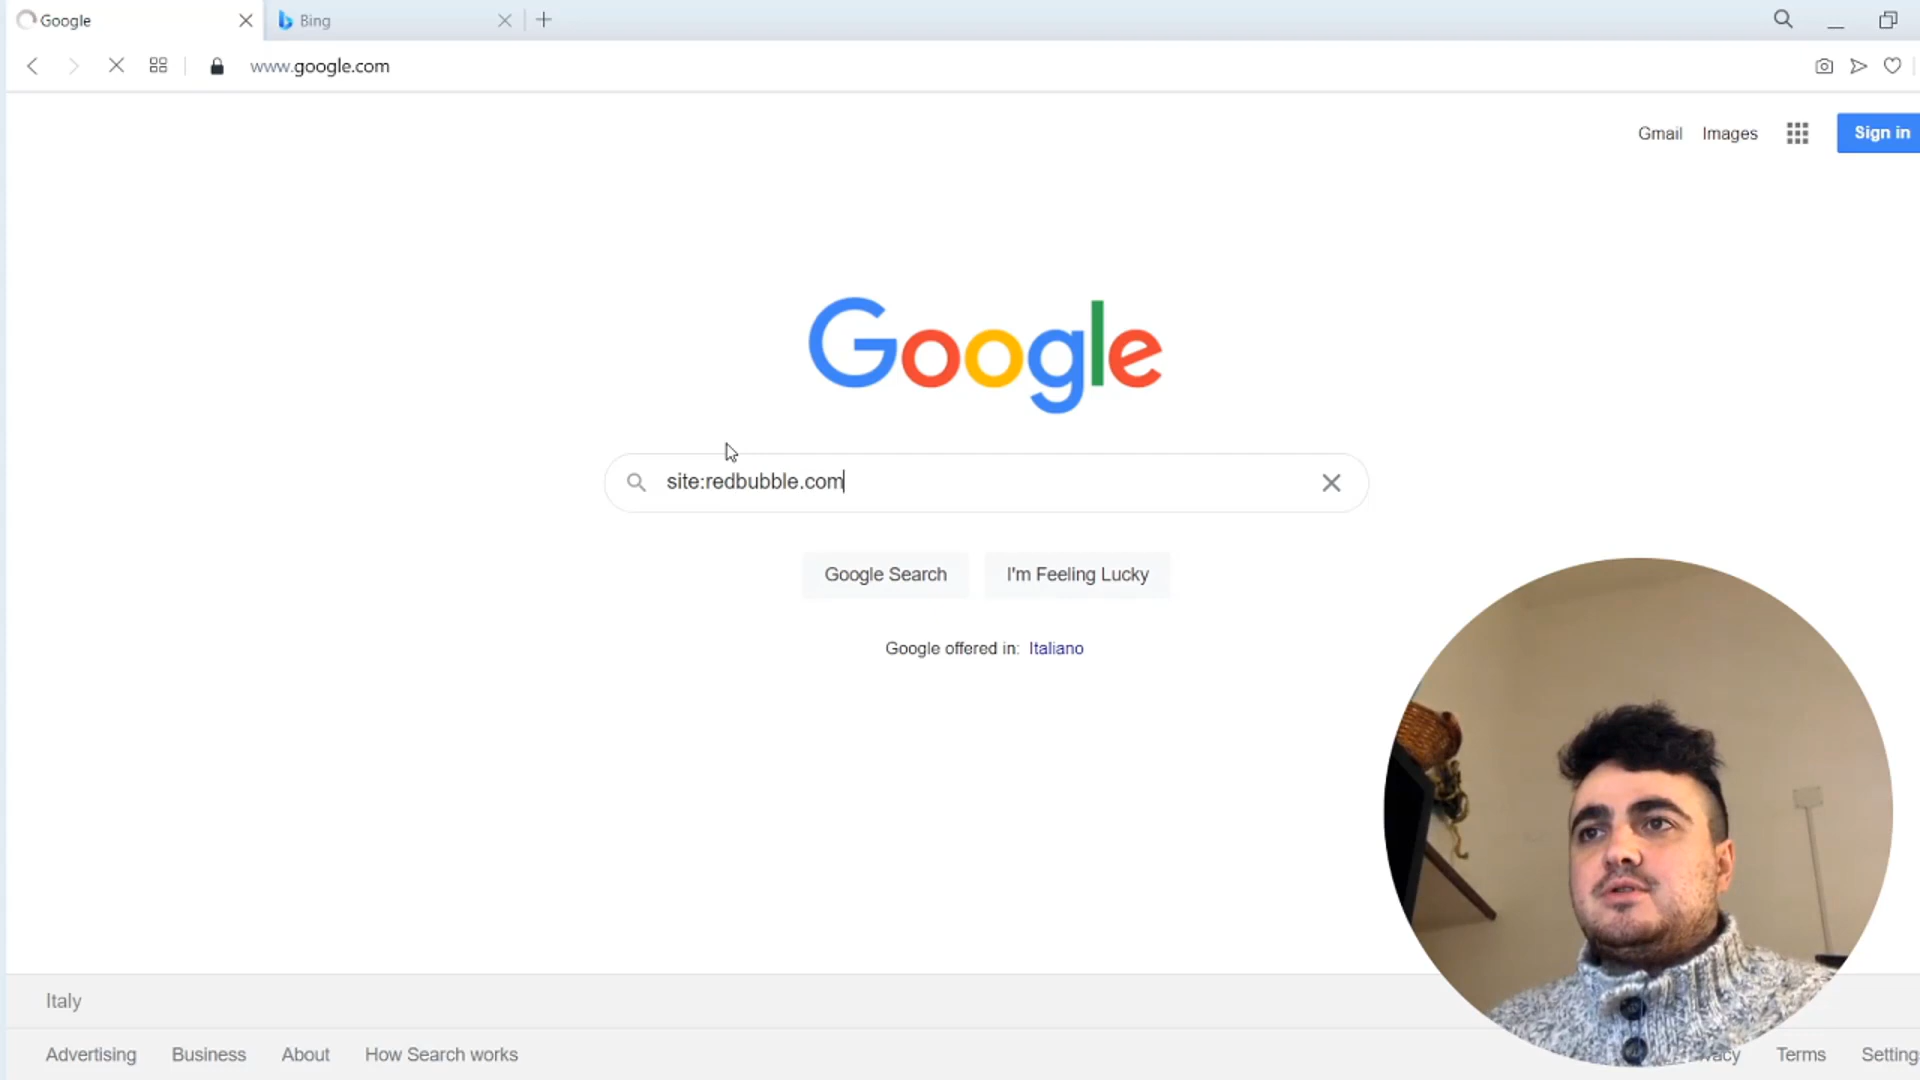 Google
Bing
www.google.com
Gmail
Images
Sign in
Google
site:redbubble.com
Google Search
I'm Feeling Lucky
Google offered in: Italiano
Italy
Advertising
Business
About
How Search works
Terms